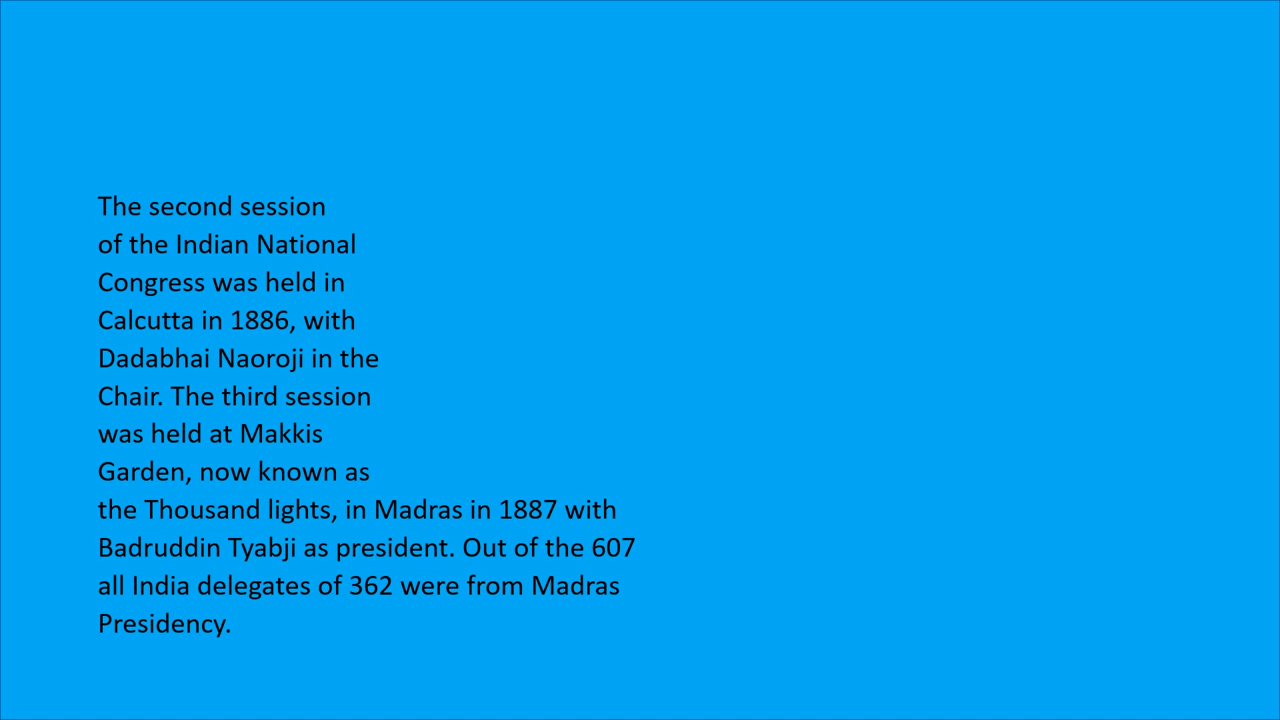 The second session
of the Indian National
Congress was held in
Calcutta in 1886, with
Dadabhai Naoroji in the
Chair. The third session
was held at Makkis
Garden, now known as
the Thousand lights, in Madras in 1887 with
Badruddin Tyabji as president. Out of the 607
all India delegates of 362 were from Madras
Presidency.